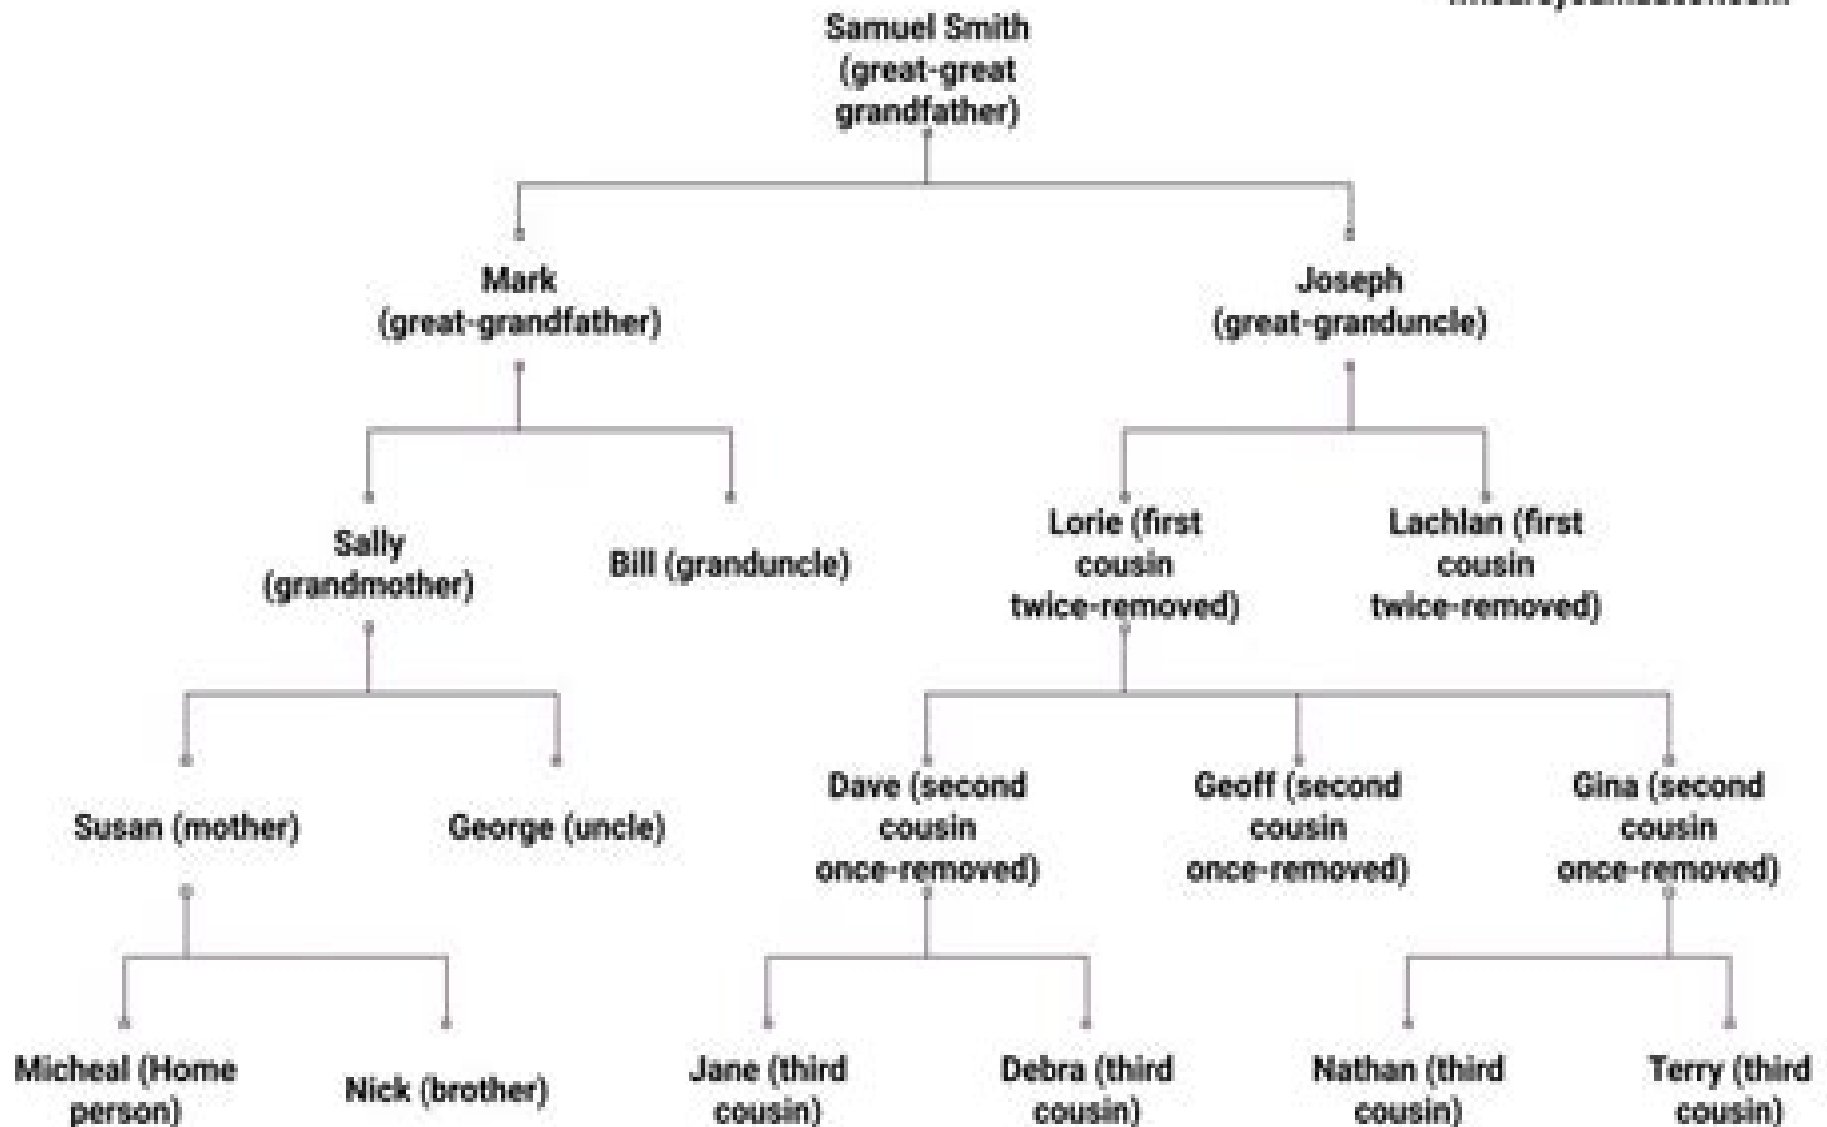 Samuel Smith
(great-great
grandfather)
Mark
(great-grandfather)
Joseph
(great-granduncle)
Sally
(grandmother)
Bill (granduncle)
Lorie (first
cousin
twice-removed)
Lachlan (first
cousin
twice-removed)
Susan (mother)
George (uncle)
Dave (second
cousin
once-removed)
Geoff (second
cousin
once-removed)
Gina (second
cousin
once-removed)
Micheal (Home
person)
Nick (brother)
Jane (third
cousin)
Debra (third
cousin)
Nathan (third
cousin)
Terry (third
cousin)